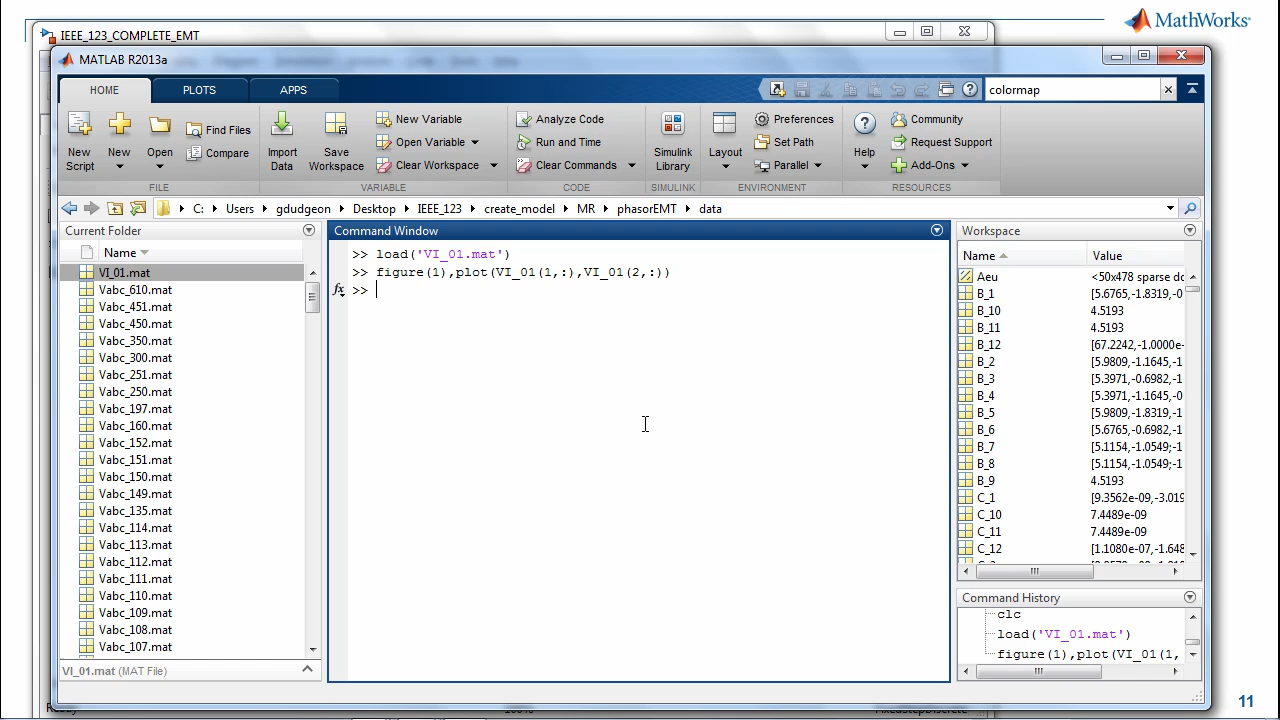 MathWorks®
IEEE_123_COMPLETE_EMT
MATLAB R2013a
HOME PLOTS APPS
colormap
New Script
New
Open
Find Files
Compare
FILE
Import Data
Save Workspace
New Variable
Open Variable
Clear Workspace
VARIABLE
Analyze Code
Run and Time
Clear Commands
CODE
Simulink Library
SIMULINK
Layout
Preferences
Set Path
Parallel
ENVIRONMENT
Help
Community
Request Support
Add-Ons
RESOURCES
C: Users gdudgeon Desktop IEEE_123 create_model MR phasorEMT data
Current Folder
Name
VI_01.mat
Vabc_610.mat
Vabc_451.mat
Vabc_450.mat
Vabc_350.mat
Vabc_300.mat
Vabc_251.mat
Vabc_250.mat
Vabc_197.mat
Vabc_160.mat
Vabc_152.mat
Vabc_151.mat
Vabc_150.mat
Vabc_149.mat
Vabc_135.mat
Vabc_114.mat
Vabc_113.mat
Vabc_112.mat
Vabc_111.mat
Vabc_110.mat
Vabc_109.mat
Vabc_108.mat
Vabc_107.mat
VI_01.mat (MAT File)
Command Window
>> load('VI_01.mat')
>> figure(1),plot(VI_01(1,:),VI_01(2,:))
fx >>
Workspace
Name Value
Aeu <50x478 sparse do
B_1 [5.6765,-1.8319,-0
B_10 4.5193
B_11 4.5193
B_12 [67.2242,-1.0000e-
B_2 [5.9809,-1.1645,-0
B_3 [5.3971,-0.6982,-1
B_4 [5.3971,-1.1645,-0
B_5 [5.9809,-1.8319,-1
B_6 [5.6765,-0.6982,-1
B_7 [5.1154,-1.0549;-1
B_8 [5.1154,-1.0549;-1
B_9 4.5193
C_1 [9.3562e-09,-3.019
C_10 7.4489e-09
C_11 7.4489e-09
C_12 [1.1080e-07,-1.648
Command History
clc
load('VI_01.mat')
figure(1),plot(VI_01(1,
11